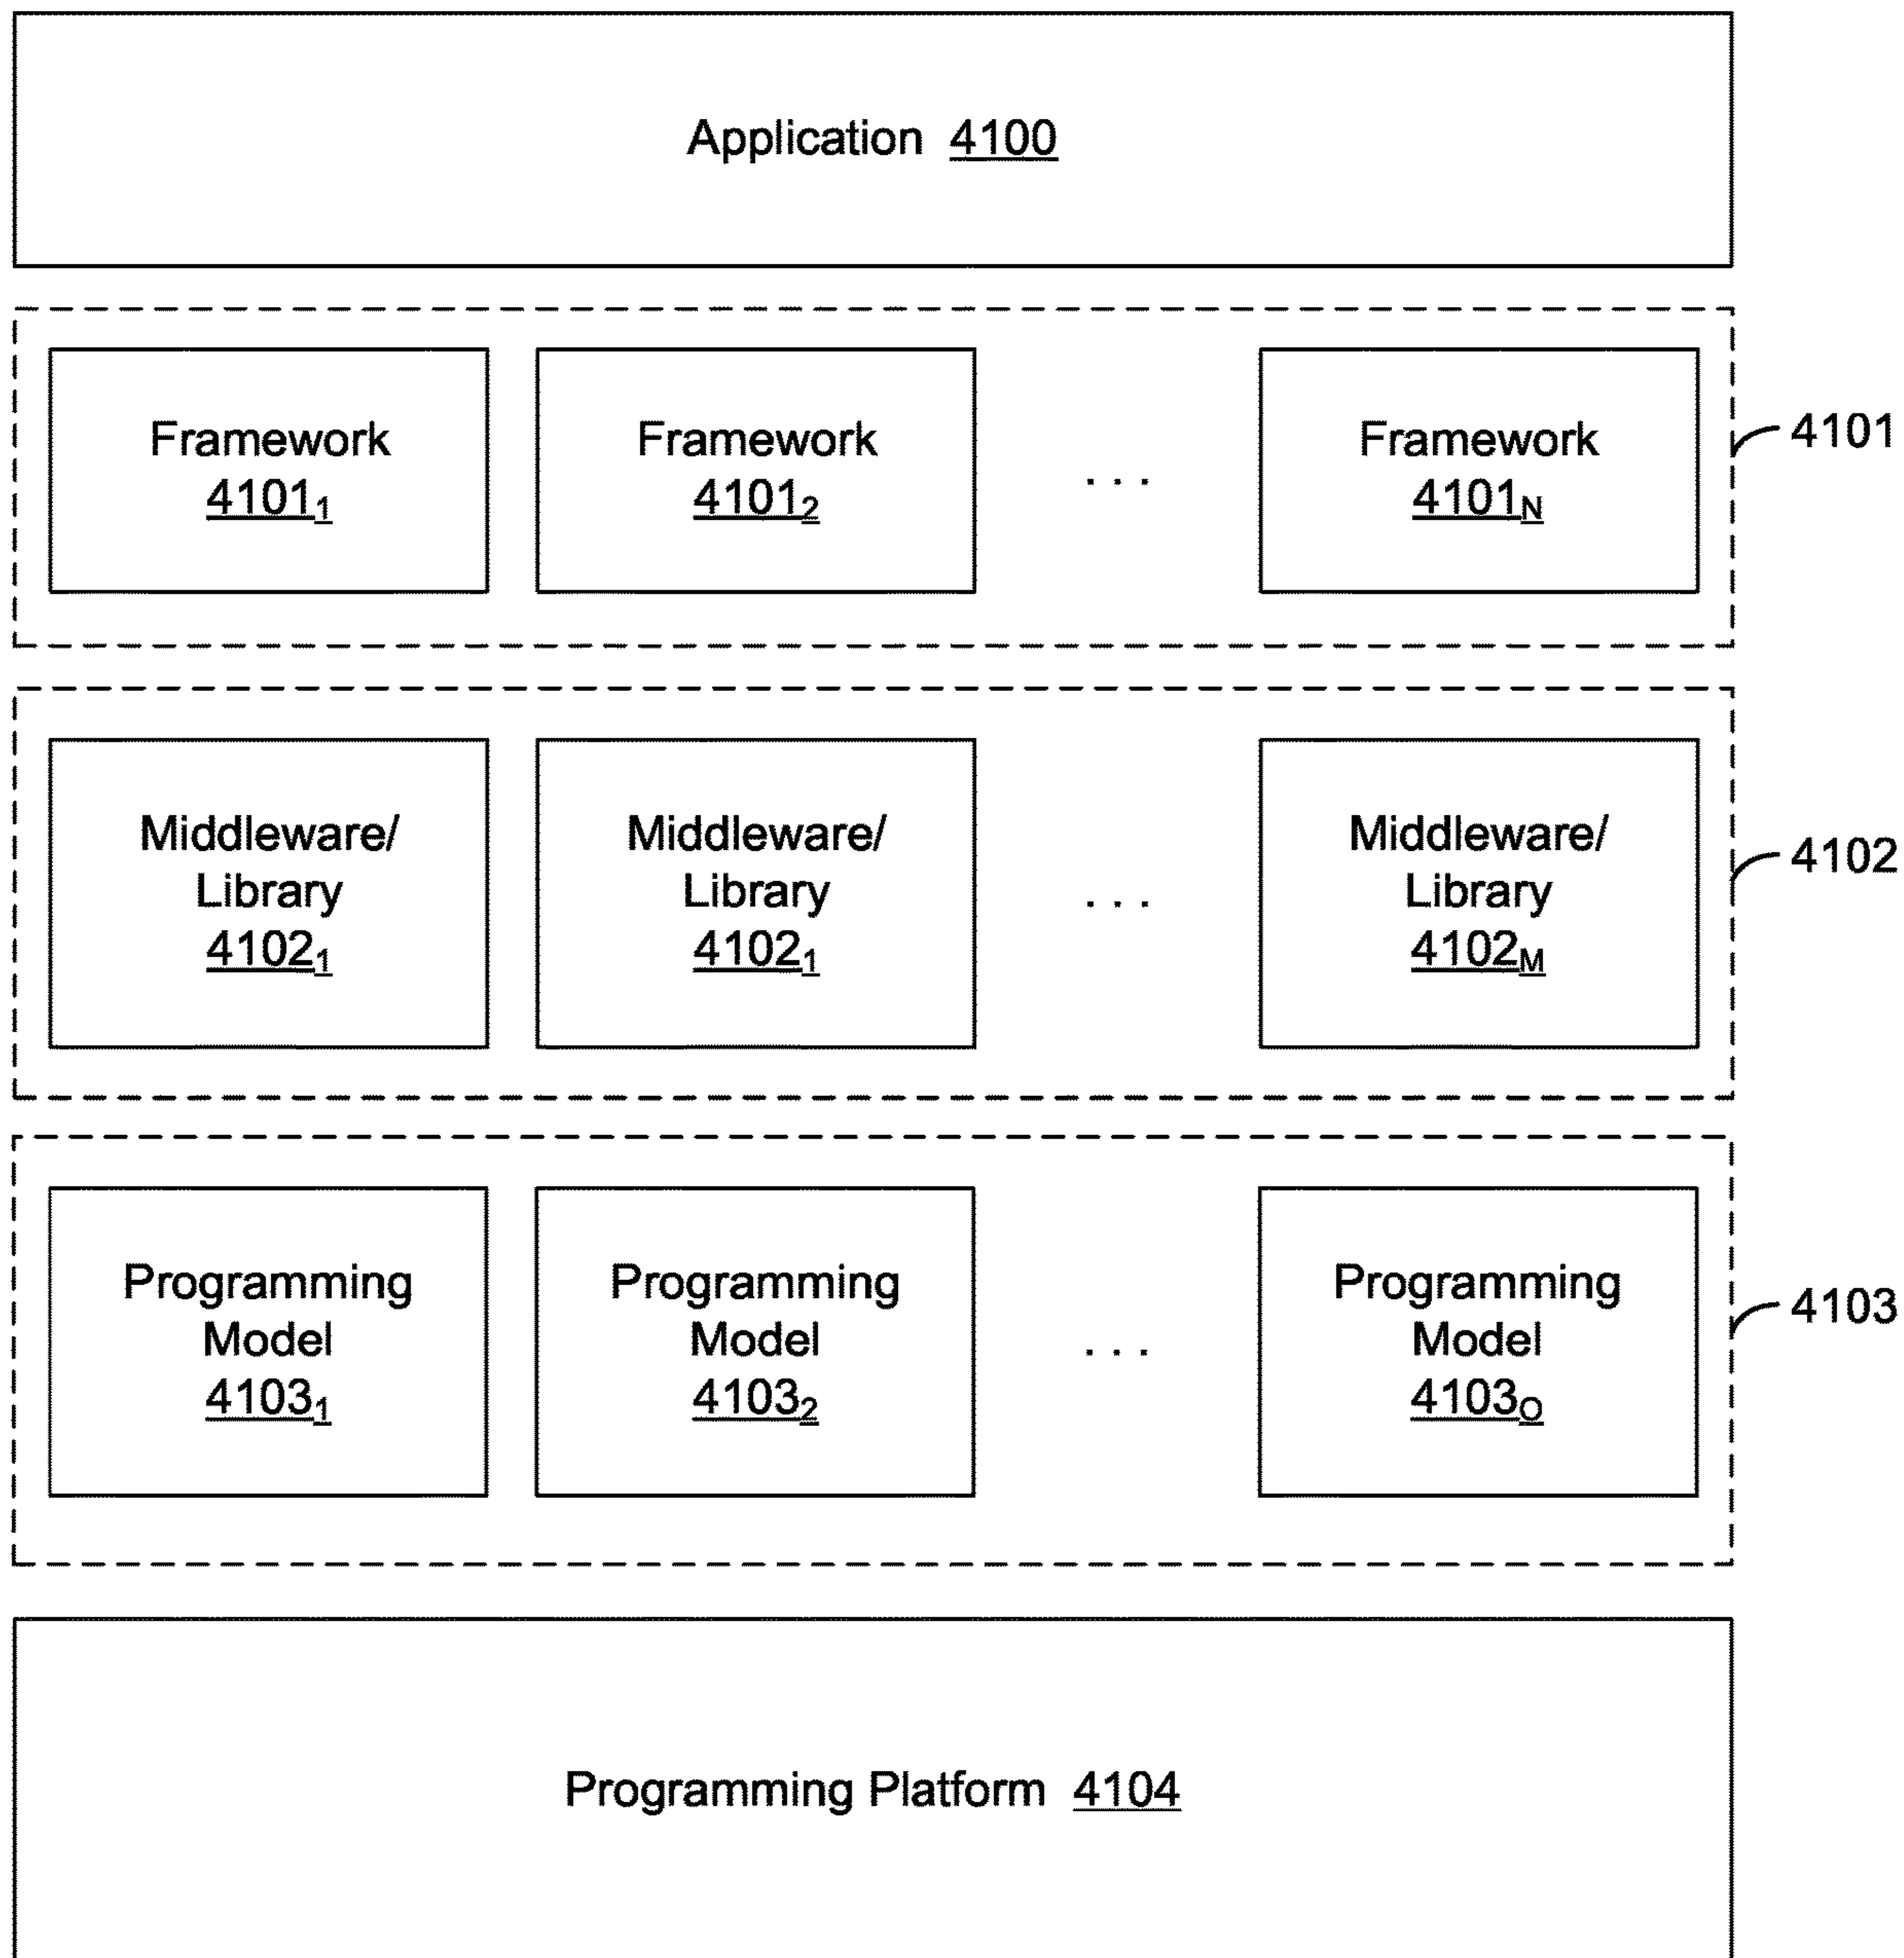 Application 4100
Framework
4101₁
Framework
4101₂
. . .
Framework
4101N
4101
Middleware/
Library
4102₁
Middleware/
Library
4102₁
. . .
Middleware/
Library
4102M
4102
Programming
Model
4103₁
Programming
Model
4103₂
. . .
Programming
Model
4103O
4103
Programming Platform 4104